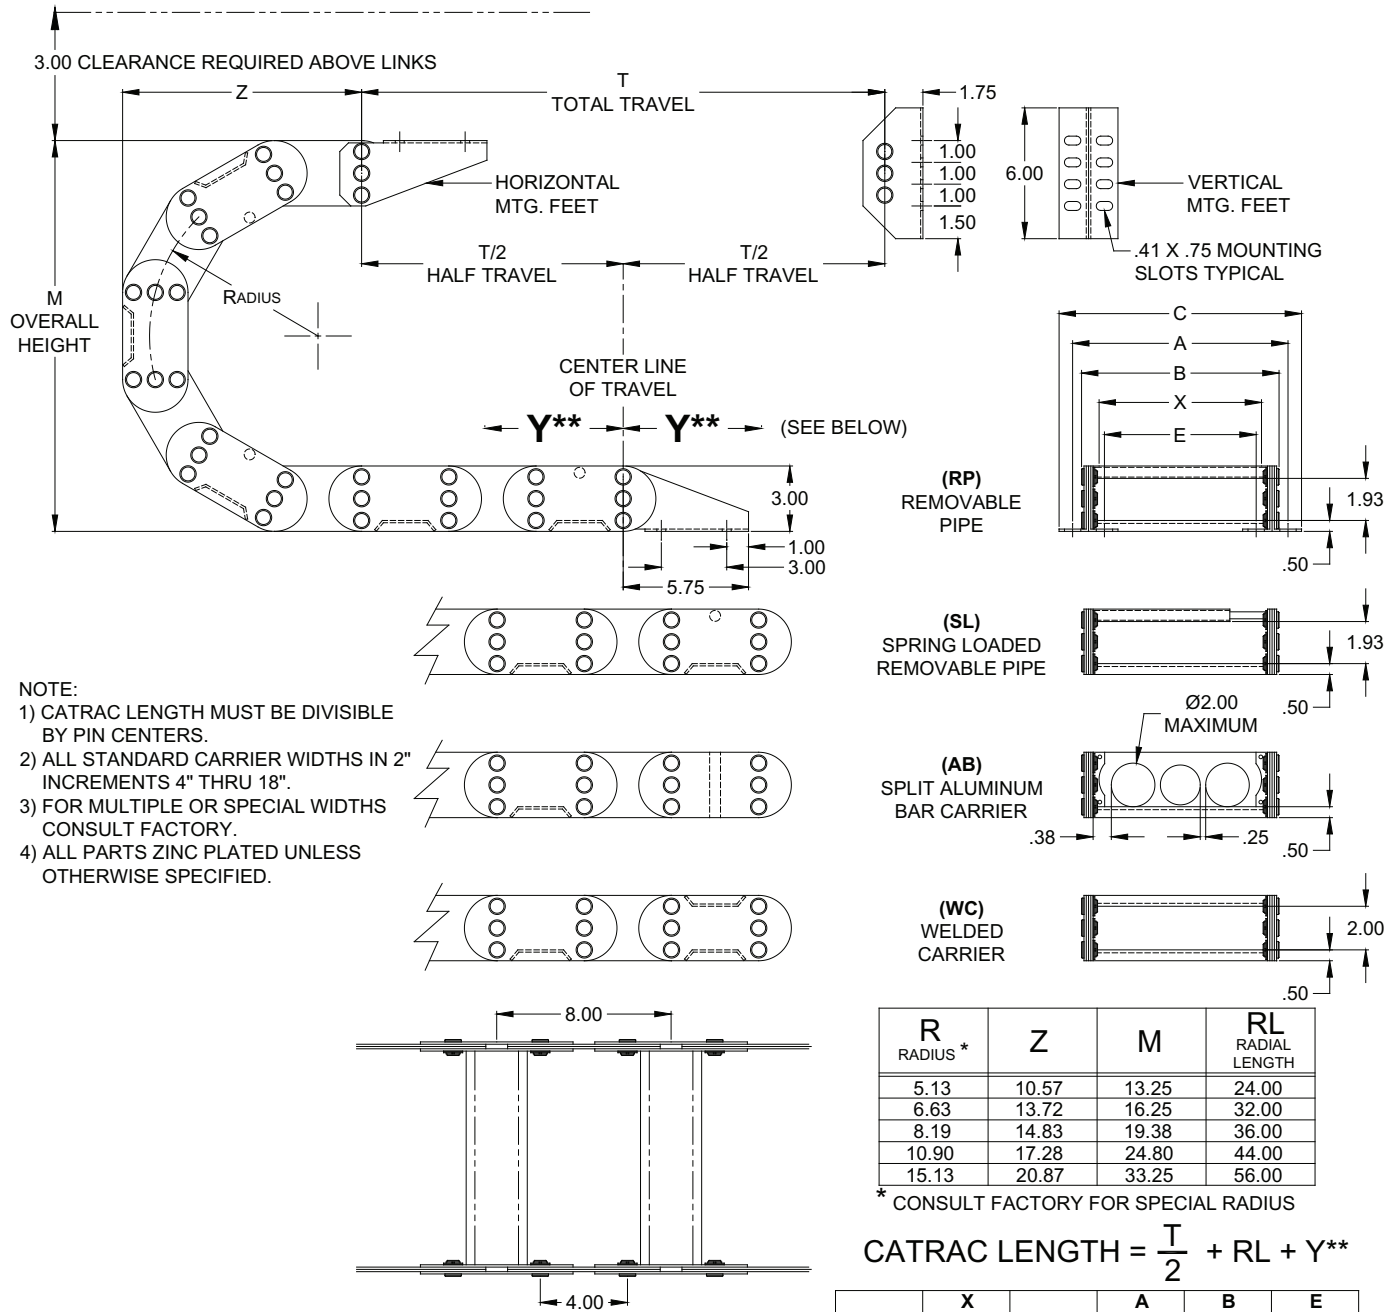 3.00 CLEARANCE REQUIRED ABOVE LINKS
Z
T
TOTAL TRAVEL
1.75
1.00
1.00
1.00
1.50
6.00
HORIZONTAL
MTG. FEET
VERTICAL
MTG. FEET
.41 X .75 MOUNTING
SLOTS TYPICAL
T/2
HALF TRAVEL
T/2
HALF TRAVEL
RADIUS
M
OVERALL
HEIGHT
CENTER LINE
OF TRAVEL
Y**
Y**
(SEE BELOW)
C
A
B
X
E
3.00
1.00
3.00
5.75
(RP)
REMOVABLE
PIPE
1.93
.50
(SL)
SPRING LOADED
REMOVABLE PIPE
1.93
.50
NOTE:
1) CATRAC LENGTH MUST BE DIVISIBLE
BY PIN CENTERS.
2) ALL STANDARD CARRIER WIDTHS IN 2"
INCREMENTS 4" THRU 18".
3) FOR MULTIPLE OR SPECIAL WIDTHS
CONSULT FACTORY.
4) ALL PARTS ZINC PLATED UNLESS
OTHERWISE SPECIFIED.
Ø2.00
MAXIMUM
(AB)
SPLIT ALUMINUM
BAR CARRIER
.38
.25
.50
(WC)
WELDED
CARRIER
2.00
.50
8.00
4.00
R RADIUS * Z M RL RADIAL LENGTH
5.13 10.57 13.25 24.00
6.63 13.72 16.25 32.00
8.19 14.83 19.38 36.00
10.90 17.28 24.80 44.00
15.13 20.87 33.25 56.00
* CONSULT FACTORY FOR SPECIAL RADIUS
CATRAC LENGTH = T/2 + RL + Y**
X A B E